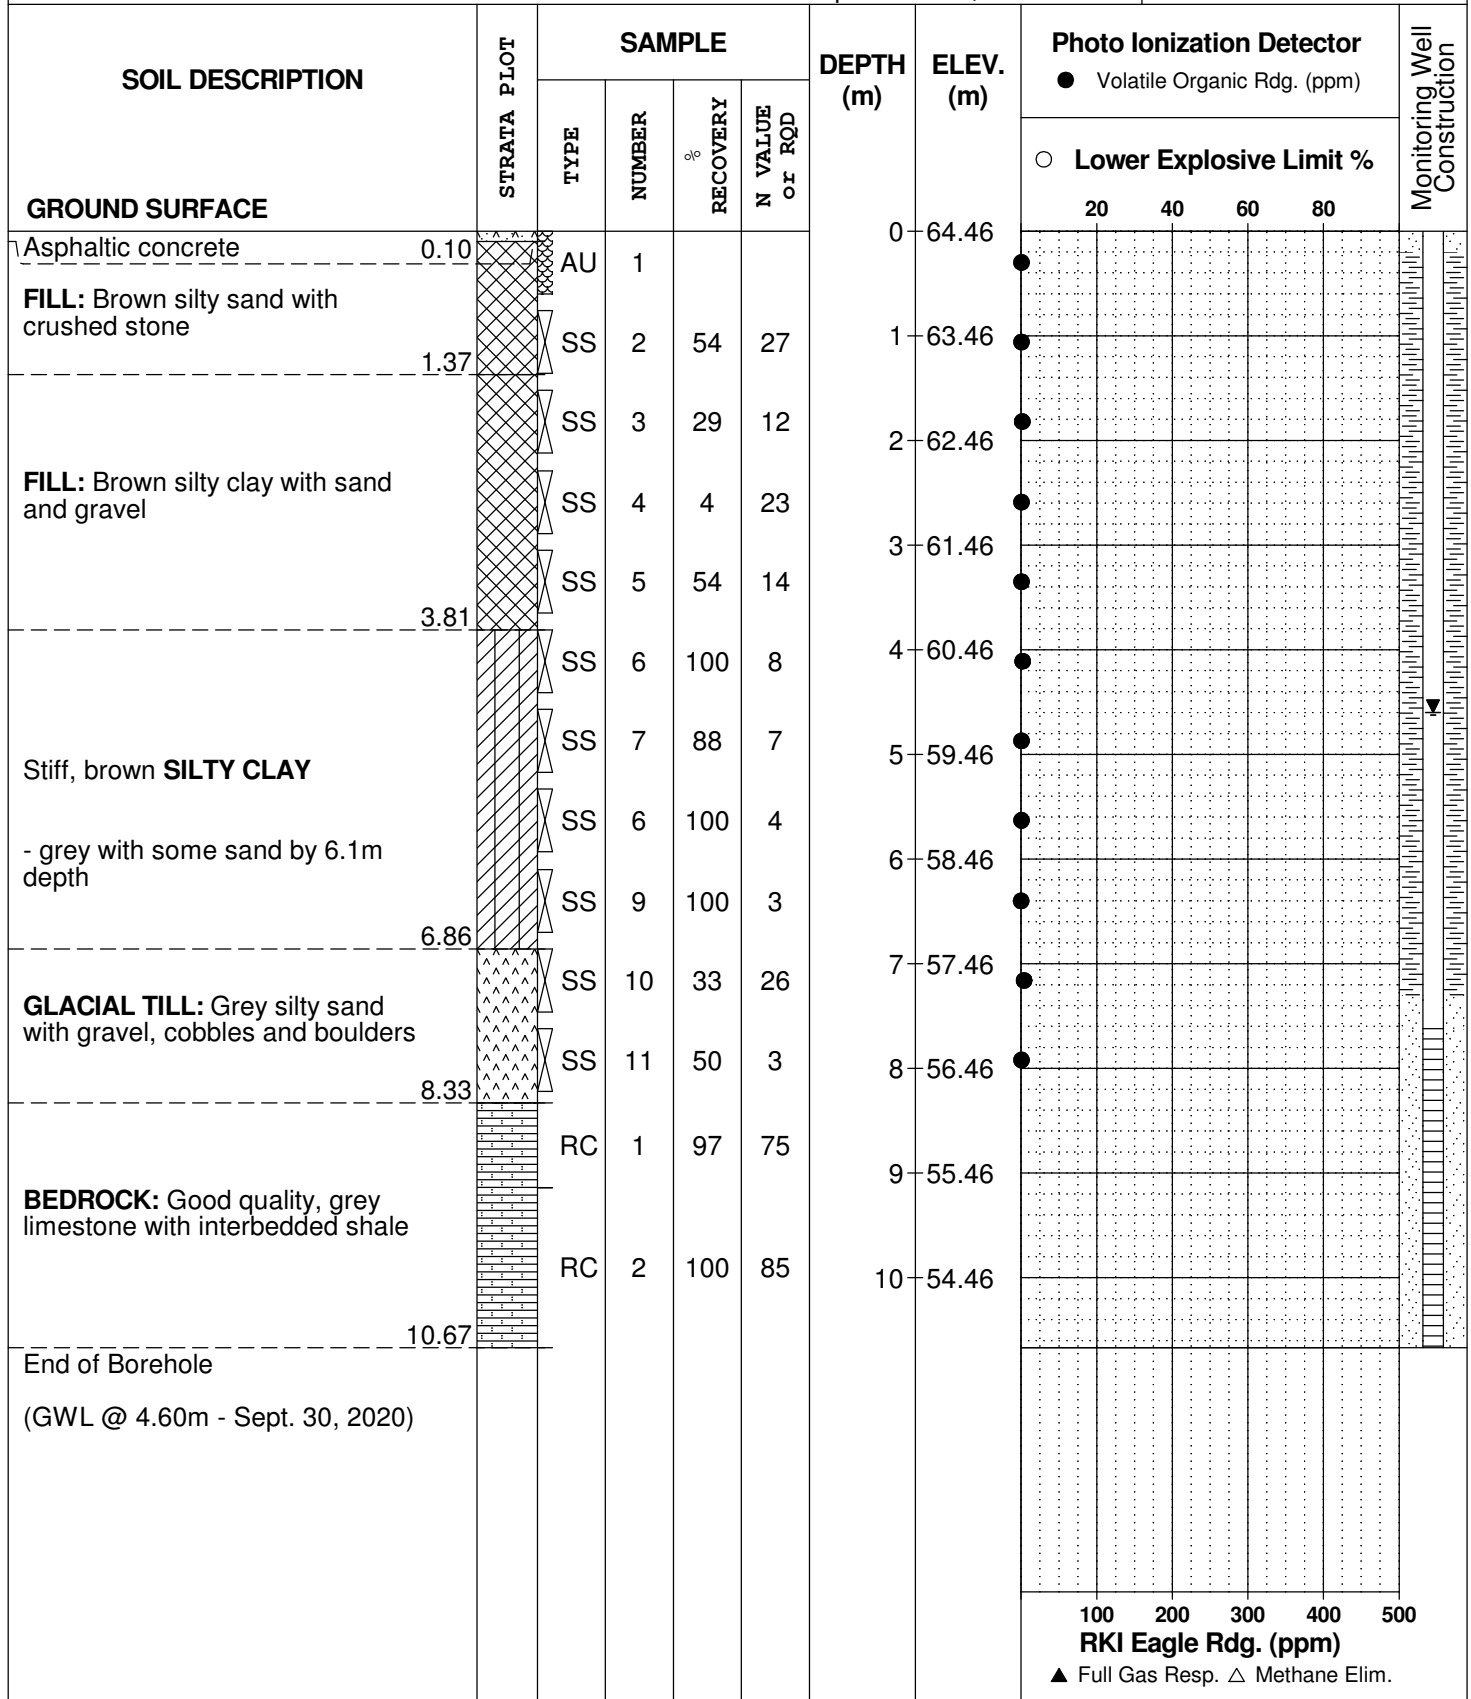 SOIL DESCRIPTION
GROUND SURFACE
STRATA PLOT
SAMPLE
TYPE
NUMBER
%
RECOVERY
N VALUE
or RQD
DEPTH
(m)
ELEV.
(m)
Photo Ionization Detector
● Volatile Organic Rdg. (ppm)
○ Lower Explosive Limit %
20 40 60 80
Monitoring Well
Construction
0 64.46
Asphaltic concrete 0.10
AU 1
FILL: Brown silty sand with
crushed stone
1.37
SS 2 54 27
1 63.46
SS 3 29 12
2 62.46
FILL: Brown silty clay with sand
and gravel
SS 4 4 23
3 61.46
SS 5 54 14
3.81
SS 6 100 8
4 60.46
SS 7 88 7
5 59.46
Stiff, brown SILTY CLAY
SS 6 100 4
- grey with some sand by 6.1m
depth
6 58.46
SS 9 100 3
6.86
7 57.46
SS 10 33 26
GLACIAL TILL: Grey silty sand
with gravel, cobbles and boulders
SS 11 50 3
8 56.46
8.33
RC 1 97 75
9 55.46
BEDROCK: Good quality, grey
limestone with interbedded shale
RC 2 100 85
10 54.46
10.67
End of Borehole
(GWL @ 4.60m - Sept. 30, 2020)
100 200 300 400 500
RKI Eagle Rdg. (ppm)
▲ Full Gas Resp. △ Methane Elim.